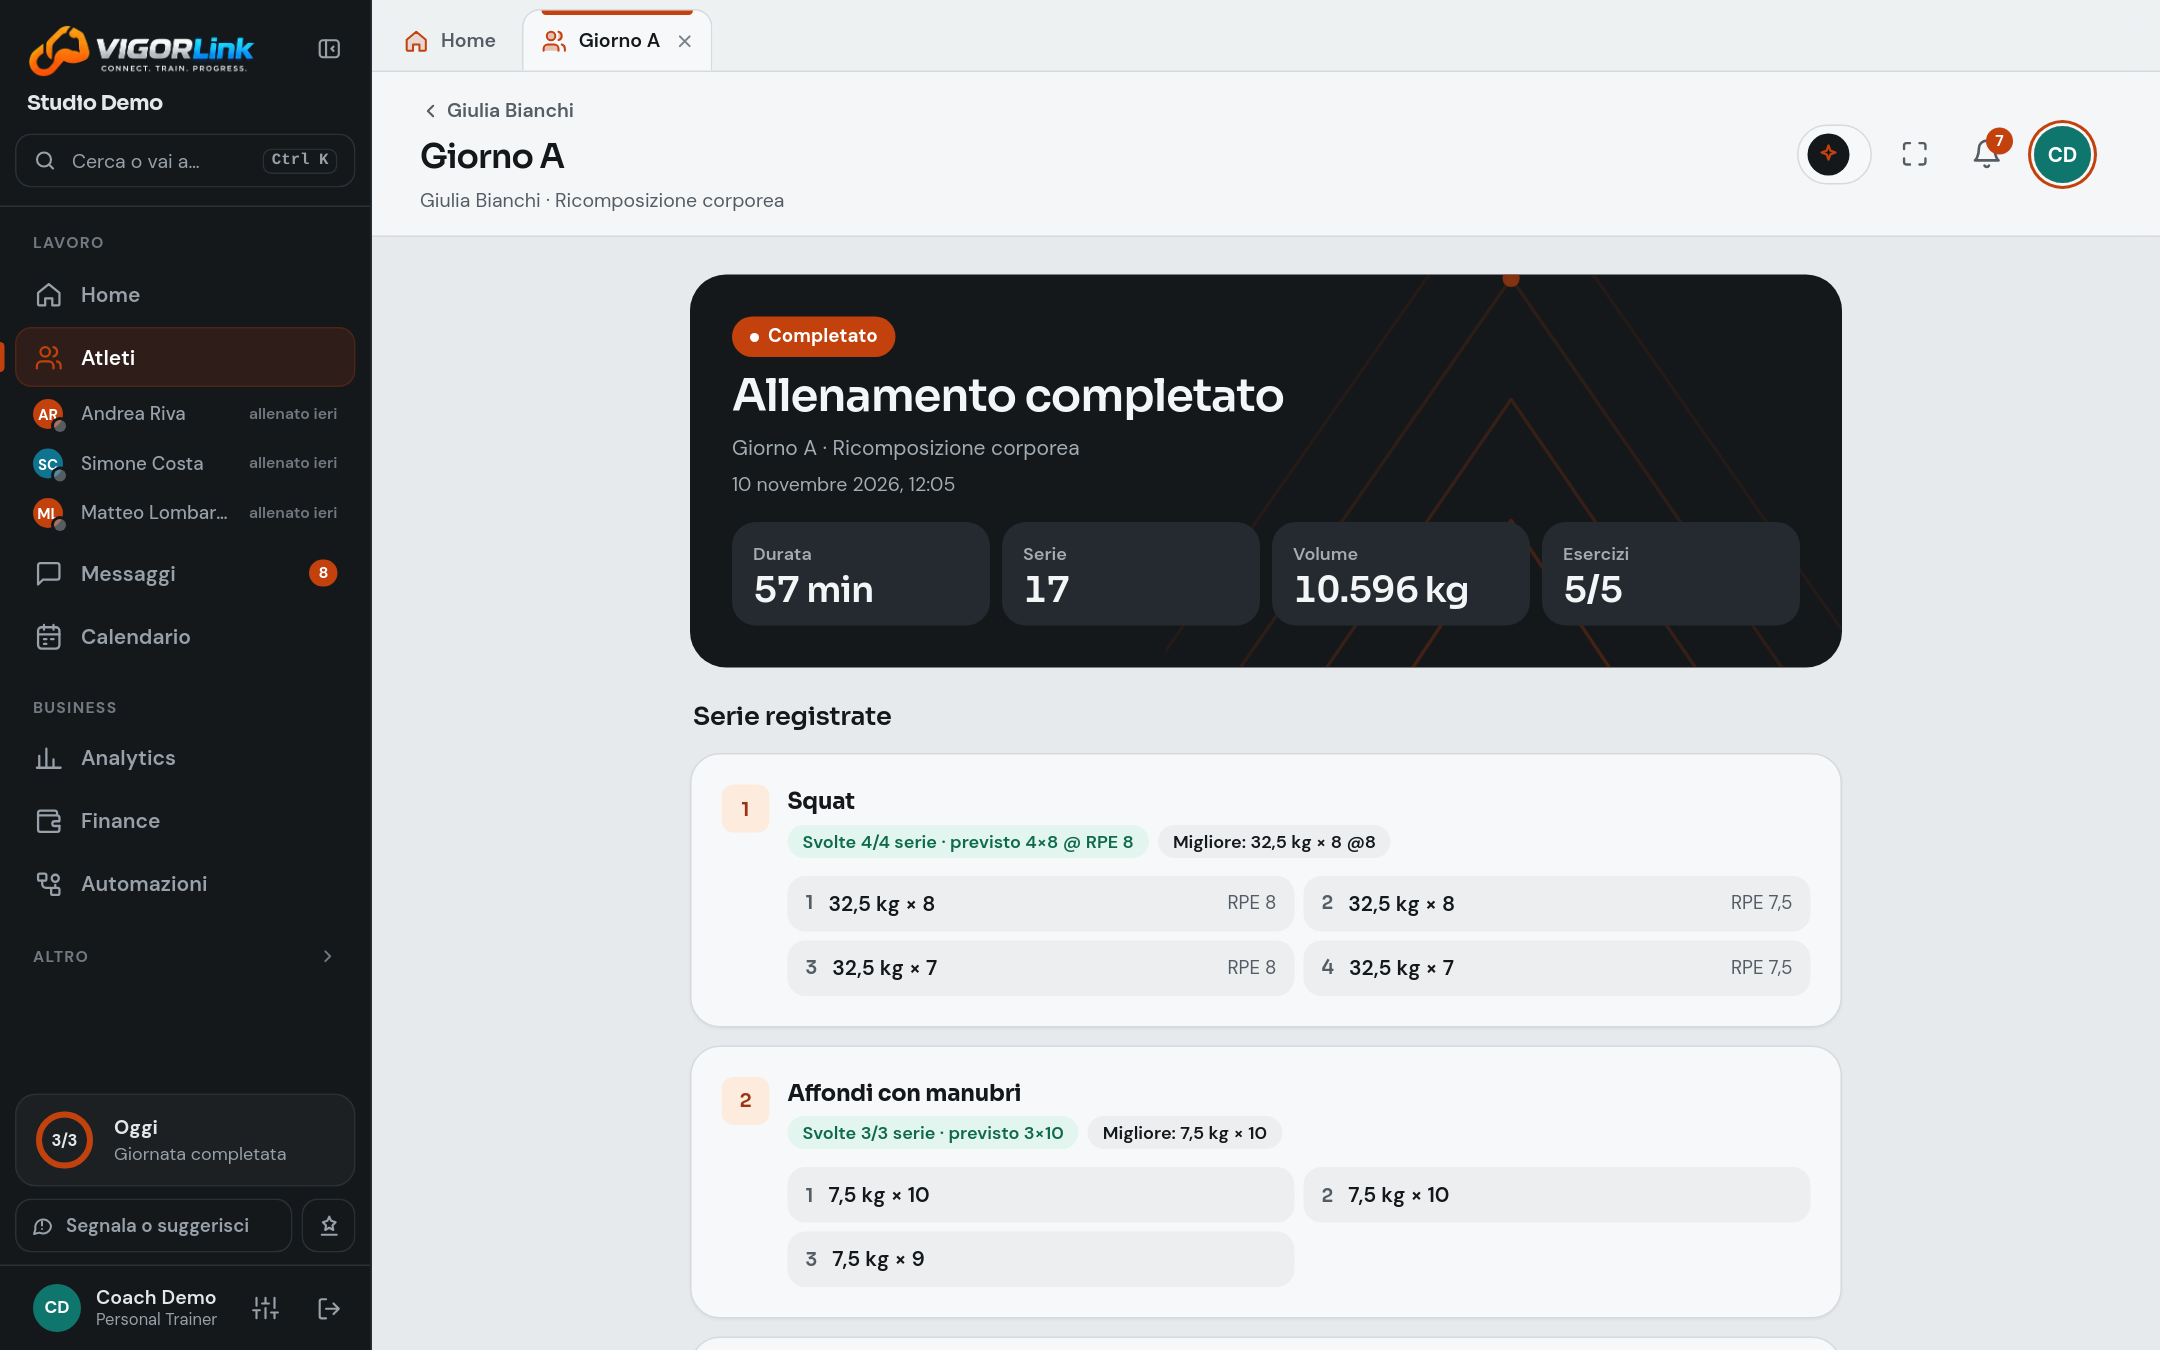 VIGORLink
CONNECT. TRAIN. PROGRESS.
Studio Demo
Cerca o vai a...
Ctrl K
LAVORO
Home
Atleti
AR
Andrea Riva
allenato ieri
SC
Simone Costa
allenato ieri
Matteo Lombar...
allenato ieri
Messaggi
8
Calendario
BUSINESS
Analytics
Finance
Automazioni
ALTRO
3/3
Oggi
Giornata completata
Segnala o suggerisci
CD
Coach Demo
Personal Trainer
Home
Giorno A
Giulia Bianchi
Giorno A
Giulia Bianchi · Ricomposizione corporea
7
CD
Completato
Allenamento completato
Giorno A · Ricomposizione corporea
10 novembre 2026, 12:05
Durata
57 min
Serie
17
Volume
10.596 kg
Esercizi
5/5
Serie registrate
1
Squat
Svolte 4/4 serie · previsto 4×8 @ RPE 8
Migliore: 32,5 kg × 8 @8
1 32,5 kg × 8 RPE 8
2 32,5 kg × 8 RPE 7,5
3 32,5 kg × 7 RPE 8
4 32,5 kg × 7 RPE 7,5
2
Affondi con manubri
Svolte 3/3 serie · previsto 3×10
Migliore: 7,5 kg × 10
1 7,5 kg × 10
2 7,5 kg × 10
3 7,5 kg × 9